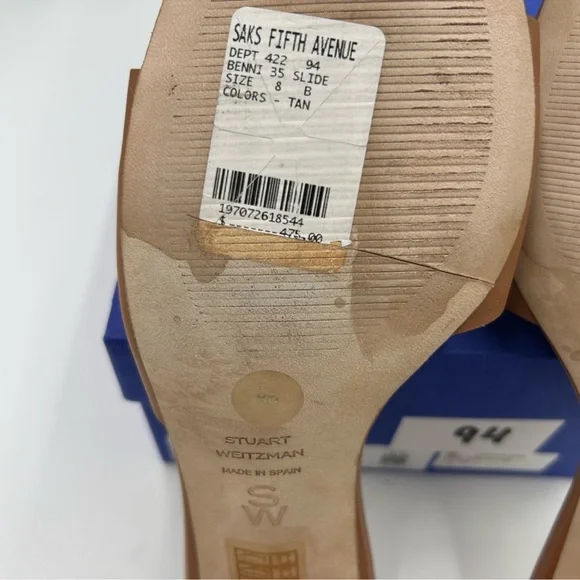 SAKS FIFTH AVENUE
DEPT 422 94
BENNI 35 SLIDE
SIZE 8 B
COLORS - TAN
197072618544
$ ------- 475.00
STUART
WEITZMAN
MADE IN SPAIN
SW
94